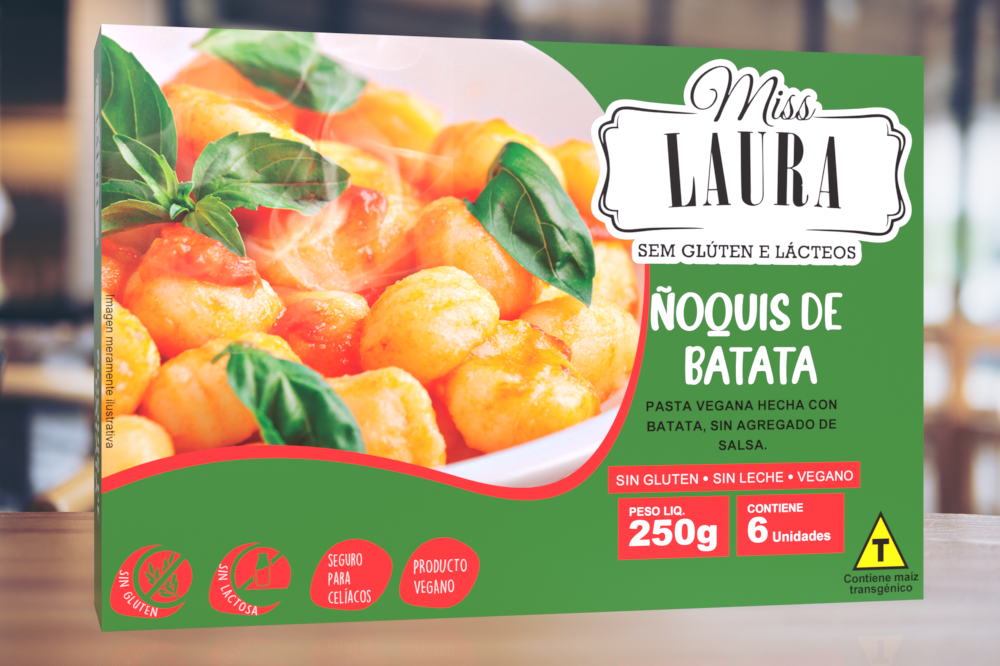 Miss
LAURA
SEM GLÚTEN E LÁCTEOS
ÑOQUIS DE
BATATA
PASTA VEGANA HECHA CON
BATATA, SIN AGREGADO DE
SALSA.
SIN GLUTEN • SIN LECHE • VEGANO
PESO LIQ.
250g
CONTIENE
6 Unidades
T
Contiene maiz
transgénico
Imagen meramente ilustrativa
SIN GLUTEN
SIN LACTOSA
SEGURO
PARA
CELÍACOS
PRODUCTO
VEGANO